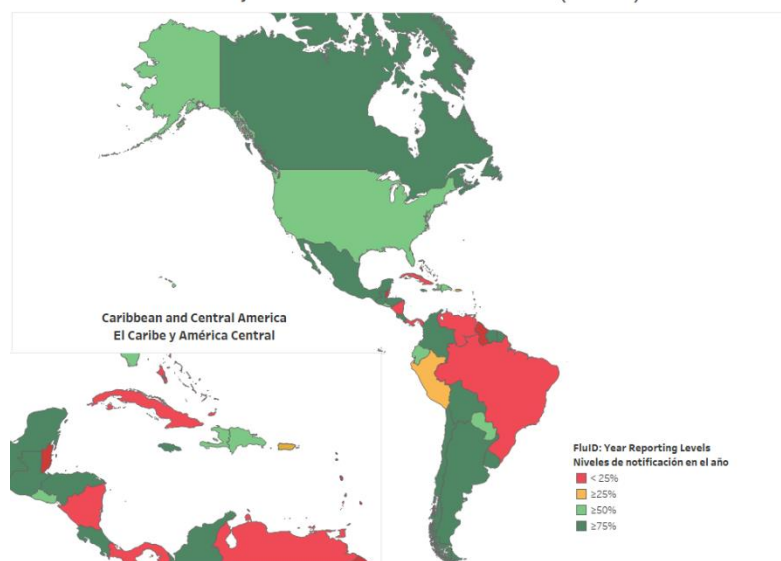 Caribbean and Central America
El Caribe y América Central
FluID: Year Reporting Levels
Niveles de notificación en el año
< 25%
≥25%
≥50%
≥75%